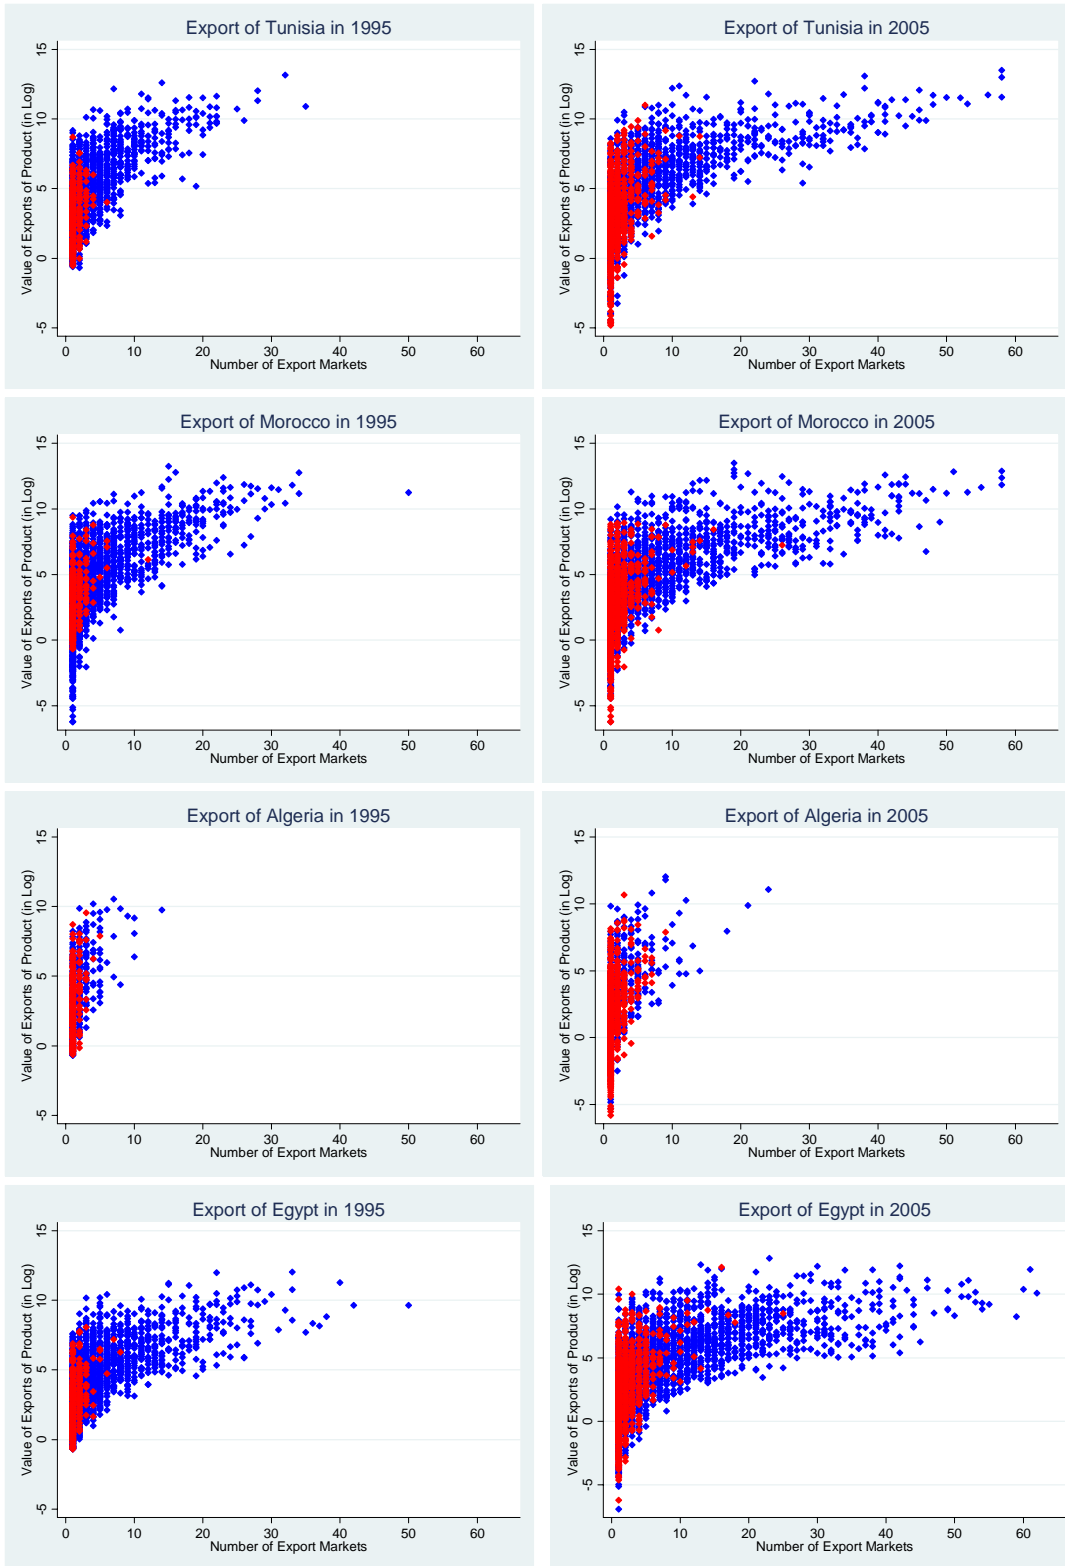 Export of Tunisia in 1995
Value of Exports of Product (in Log)
15
10
5
0
-5
0 10 20 30 40 50 60
Number of Export Markets
Export of Tunisia in 2005
Value of Exports of Product (in Log)
15
10
5
0
-5
0 10 20 30 40 50 60
Number of Export Markets
Export of Morocco in 1995
Value of Exports of Product (in Log)
15
10
5
0
-5
0 10 20 30 40 50 60
Number of Export Markets
Export of Morocco in 2005
Value of Exports of Product (in Log)
15
10
5
0
-5
0 10 20 30 40 50 60
Number of Export Markets
Export of Algeria in 1995
Value of Exports of Product (in Log)
15
10
5
0
-5
0 10 20 30 40 50 60
Number of Export Markets
Export of Algeria in 2005
Value of Exports of Product (in Log)
15
10
5
0
-5
0 10 20 30 40 50 60
Number of Export Markets
Export of Egypt in 1995
Value of Exports of Product (in Log)
15
10
5
0
-5
0 10 20 30 40 50 60
Number of Export Markets
Export of Egypt in 2005
Value of Exports of Product (in Log)
15
10
5
0
-5
0 10 20 30 40 50 60
Number of Export Markets